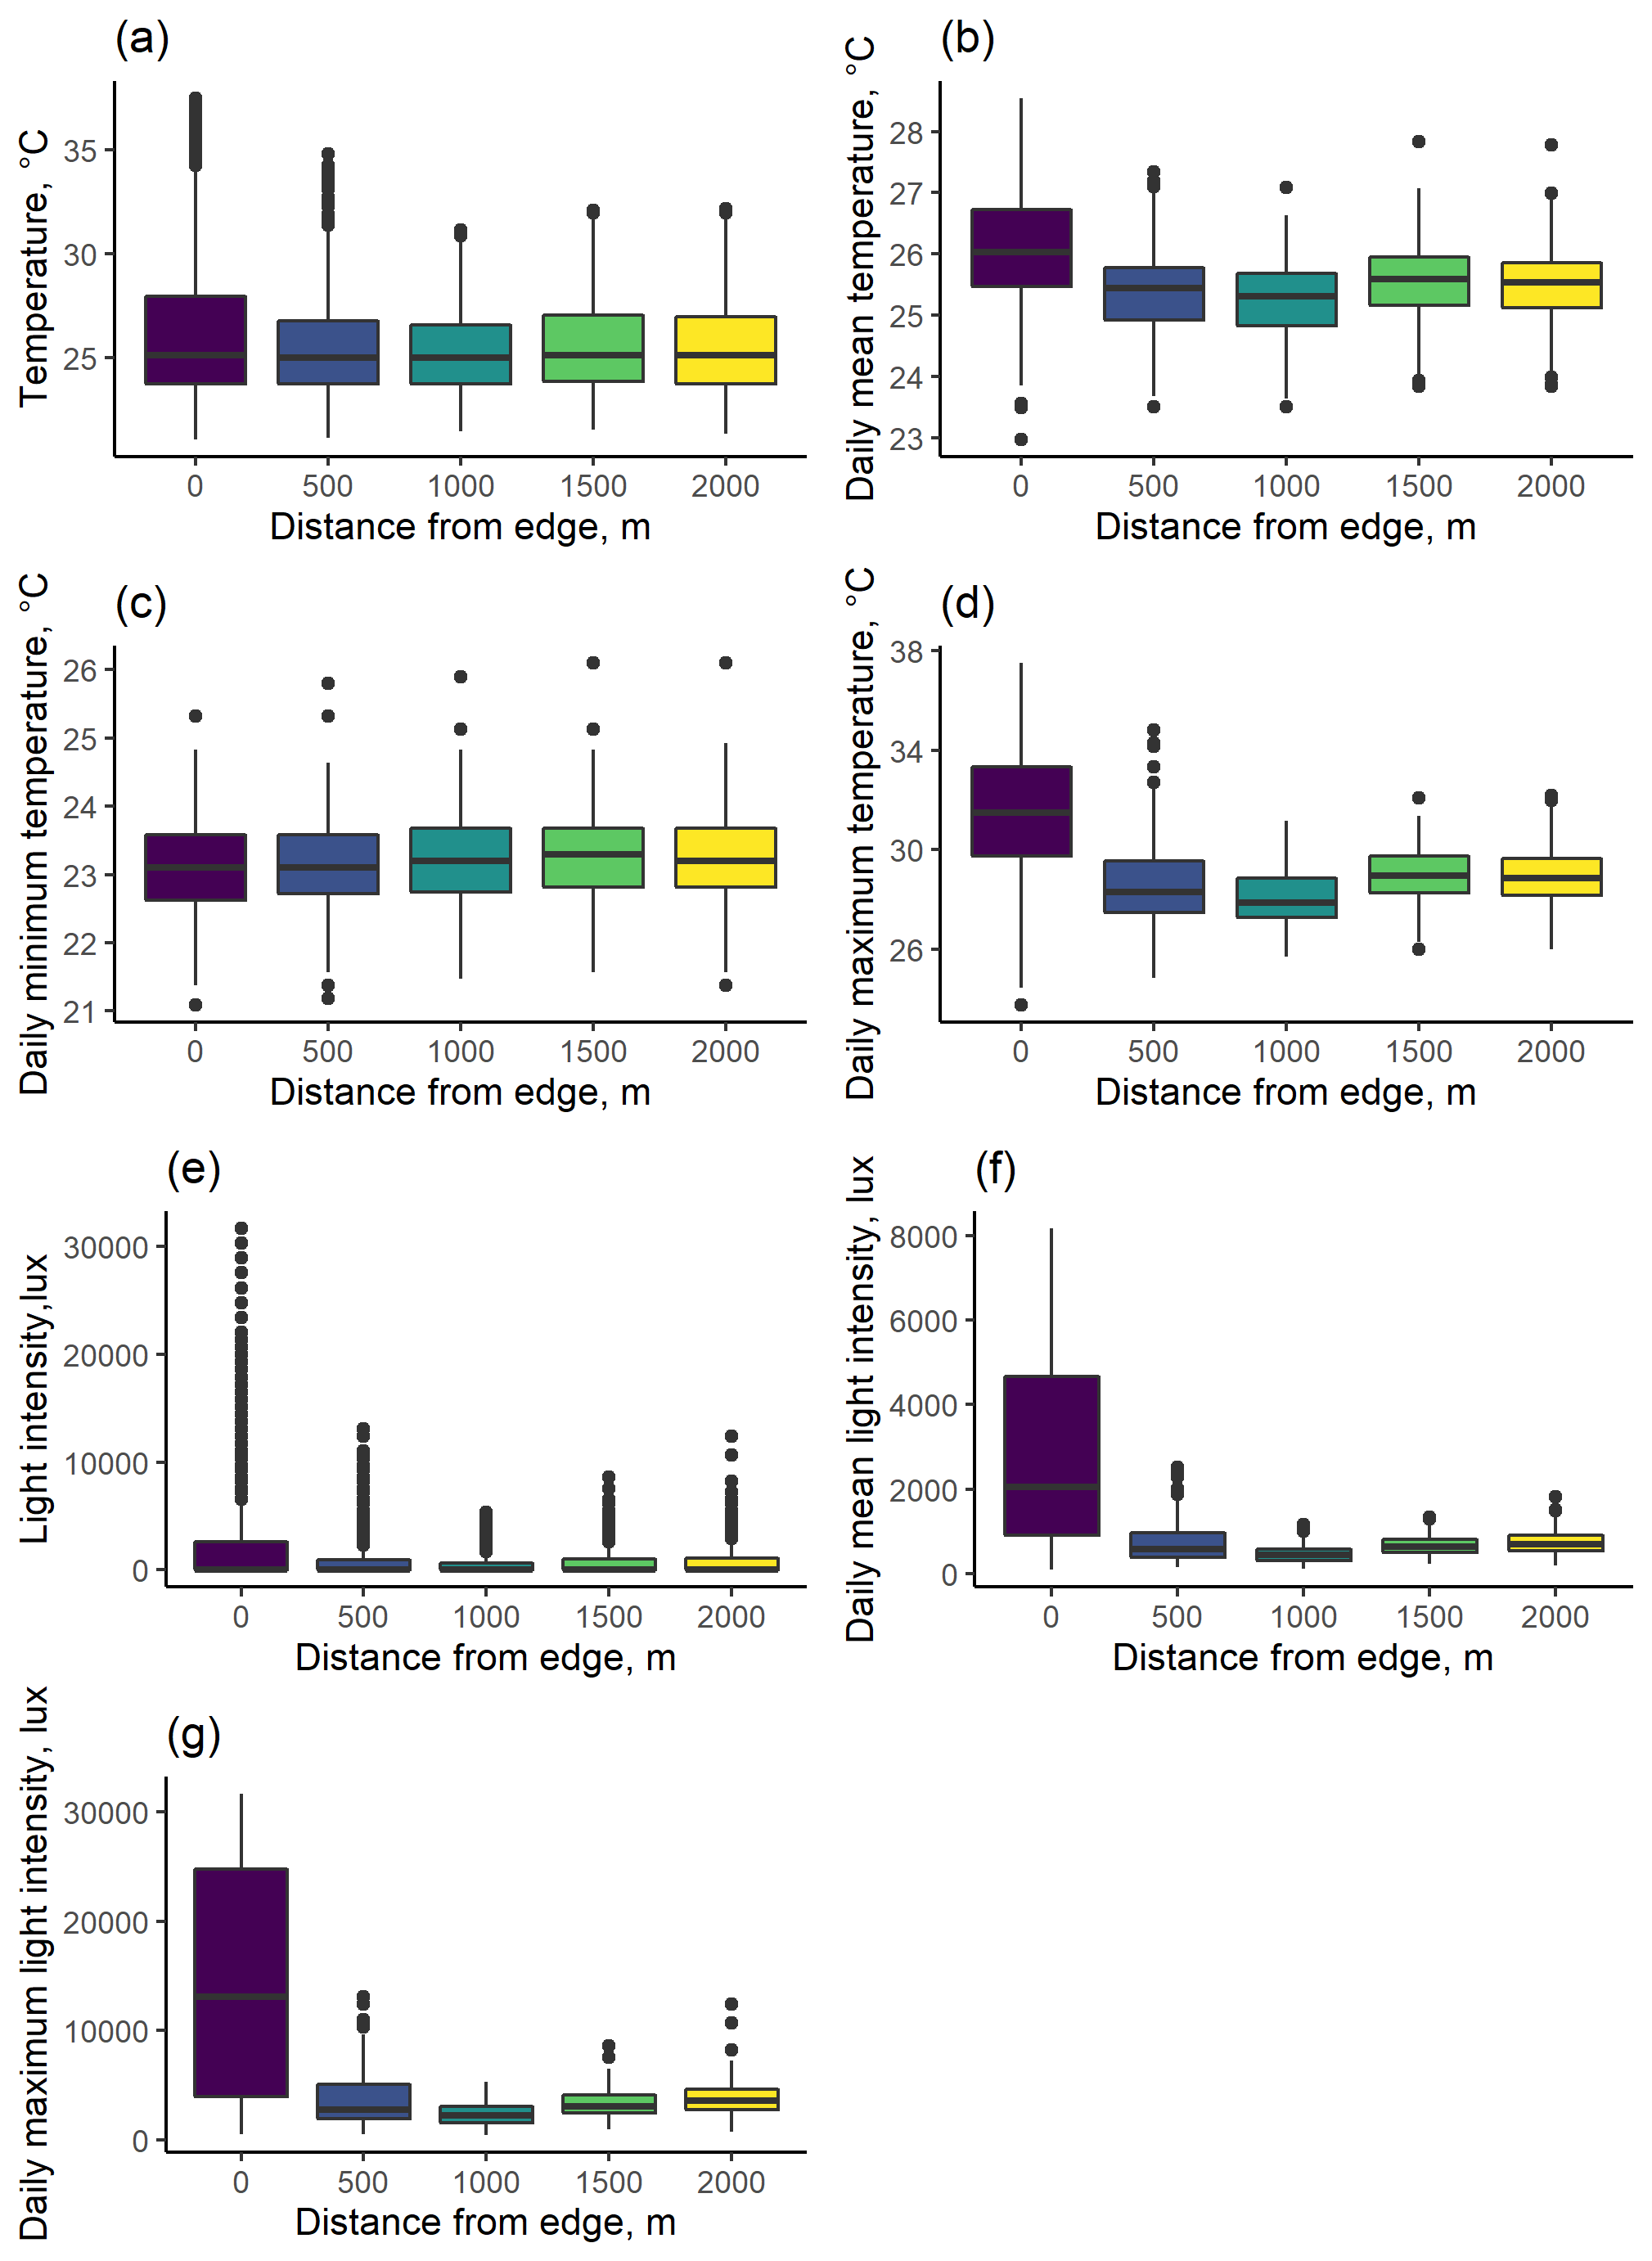 (a)
Temperature, °C
35
30
25
0 500 1000 1500 2000
Distance from edge, m
(b)
Daily mean temperature, °C
28
27
26
25
24
23
0 500 1000 1500 2000
Distance from edge, m
(c)
Daily minimum temperature, °C
26
25
24
23
22
21
0 500 1000 1500 2000
Distance from edge, m
(d)
Daily maximum temperature, °C
38
34
30
26
0 500 1000 1500 2000
Distance from edge, m
(e)
Light intensity,lux
30000
20000
10000
0
0 500 1000 1500 2000
Distance from edge, m
(f)
Daily mean light intensity, lux
8000
6000
4000
2000
0
0 500 1000 1500 2000
Distance from edge, m
(g)
Daily maximum light intensity, lux
30000
20000
10000
0
0 500 1000 1500 2000
Distance from edge, m